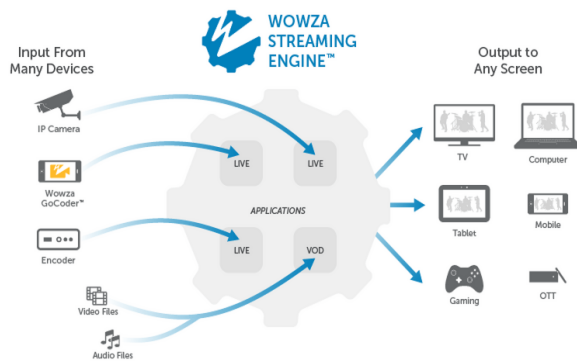 WOWZA
STREAMING
ENGINE™
Input From
Many Devices
Output to
Any Screen
IP Camera
Wowza
GoCoder™
Encoder
Video Files
Audio Files
LIVE
LIVE
APPLICATIONS
LIVE
VOD
TV
Computer
Tablet
Mobile
Gaming
OTT